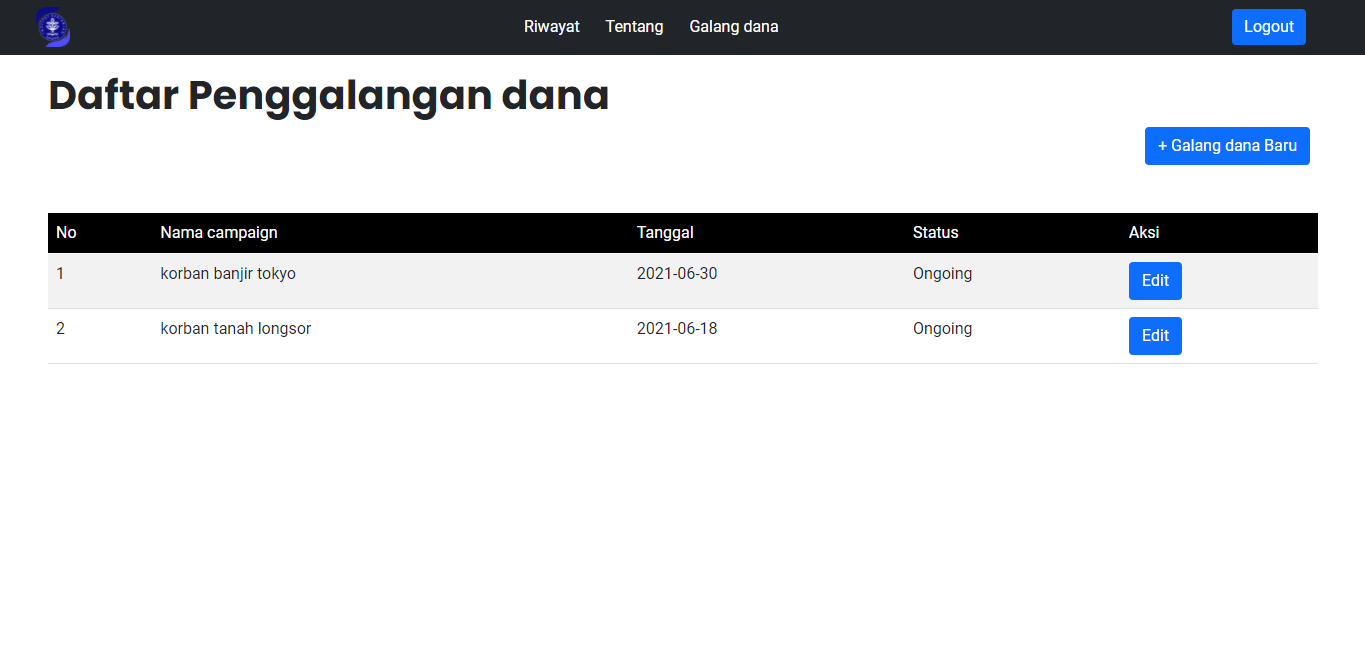 Riwayat Tentang Galang dana Logout
Daftar Penggalangan dana
+ Galang dana Baru
No Nama campaign Tanggal Status Aksi
1 korban banjir tokyo 2021-06-30 Ongoing Edit
2 korban tanah longsor 2021-06-18 Ongoing Edit